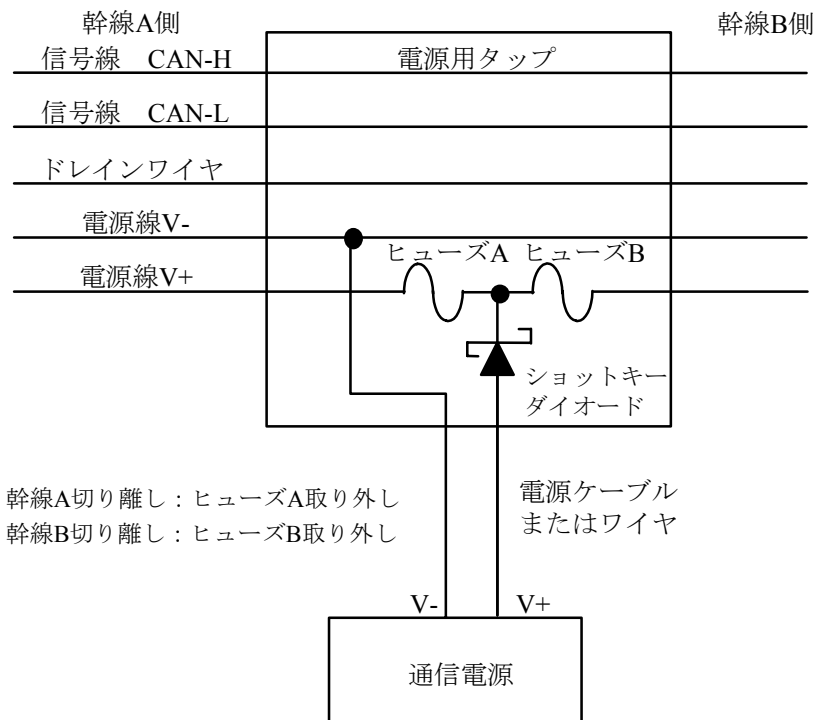 幹線A側
幹線B側
信号線 CAN-H
電源用タップ
信号線 CAN-L
ドレインワイヤ
電源線V-
ヒューズA ヒューズB
電源線V+
ショットキー
ダイオード
幹線A切り離し：ヒューズA取り外し
幹線B切り離し：ヒューズB取り外し
電源ケーブル
またはワイヤ
V-
V+
通信電源